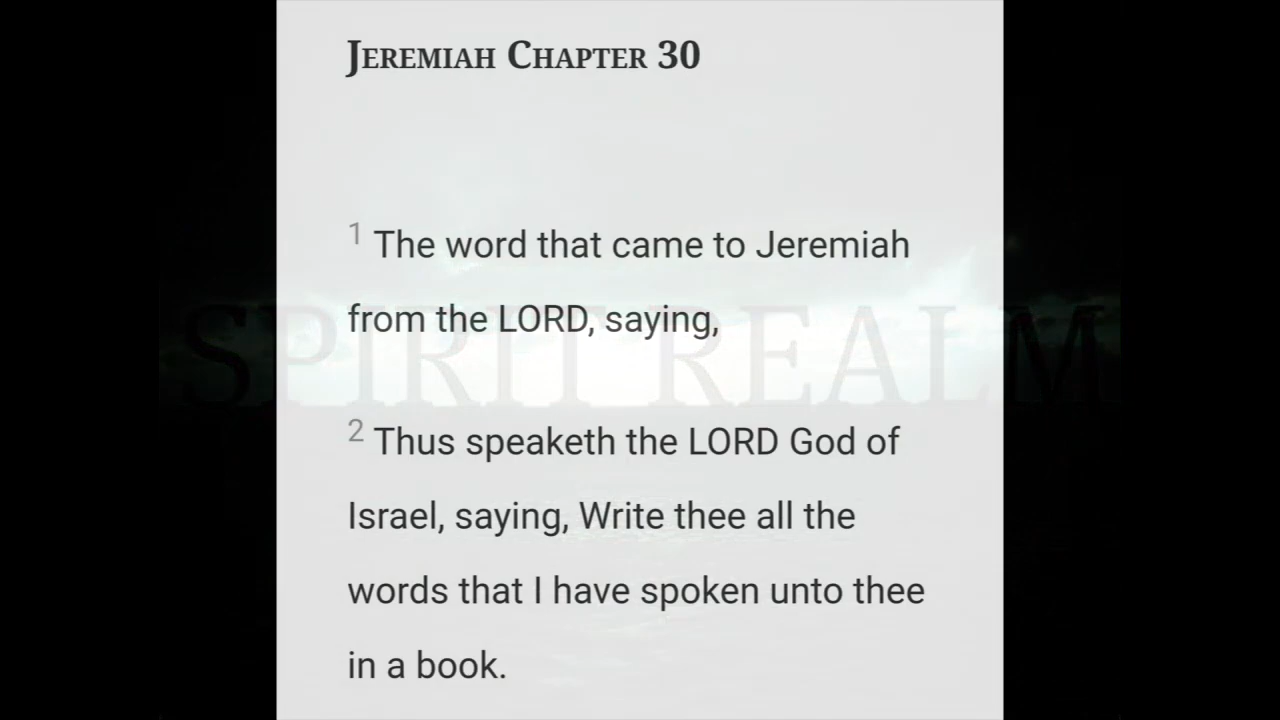 Jeremiah Chapter 30
1 The word that came to Jeremiah
from the LORD, saying,
SPIRIT REALM
2 Thus speaketh the LORD God of
Israel, saying, Write thee all the
words that I have spoken unto thee
in a book.